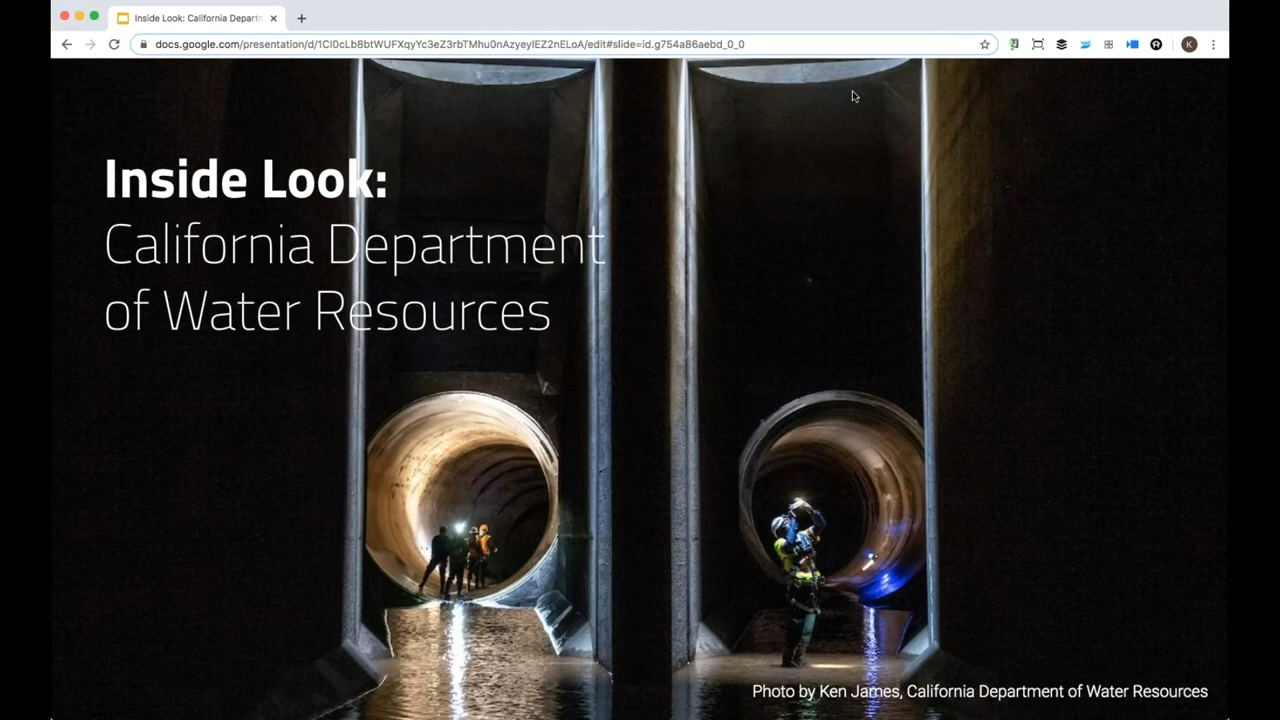 Inside Look: California Departm
docs.google.com/presentation/d/1Cl0cLb8btWUFXqyYc3eZ3rbTMhu0nAzyeylEZ2nELoA/edit#slide=id.g754a86aebd_0_0
K
Inside Look:
California Department
of Water Resources
Photo by Ken James, California Department of Water Resources